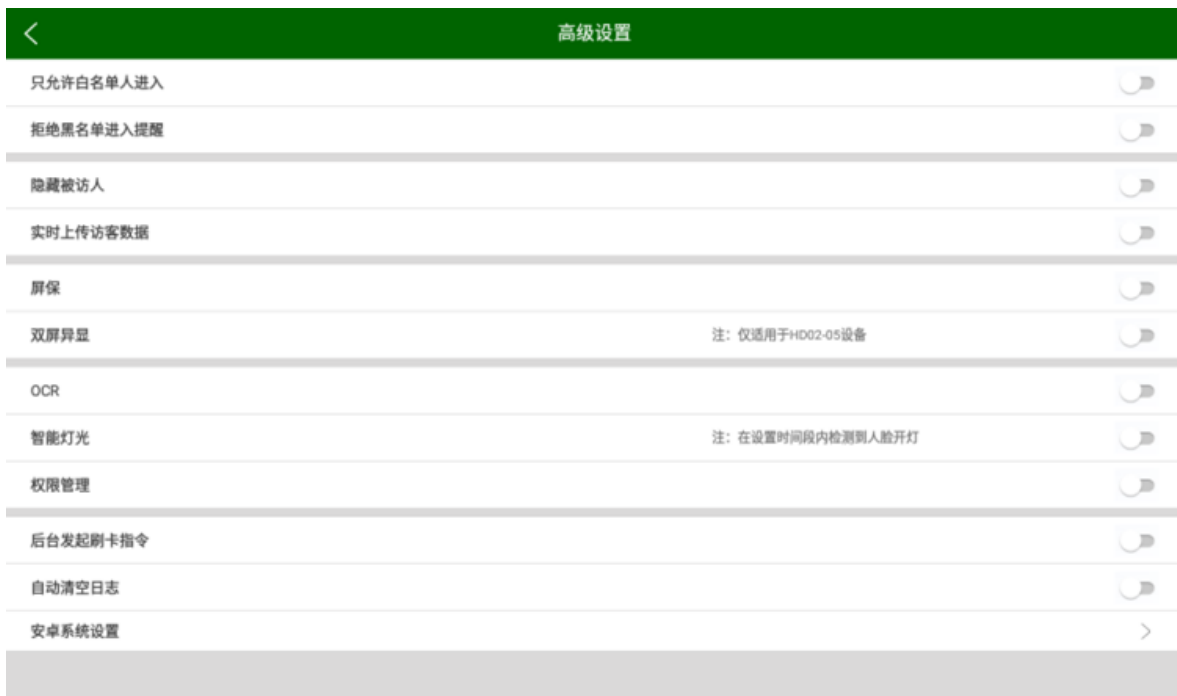 高级设置
只允许白名单人进入
拒绝黑名单进入提醒
隐藏被访人
实时上传访客数据
屏保
双屏异显 注：仅适用于HD02-05设备
OCR
智能灯光 注：在设置时间段内检测到人脸开灯
权限管理
后台发起刷卡指令
自动清空日志
安卓系统设置